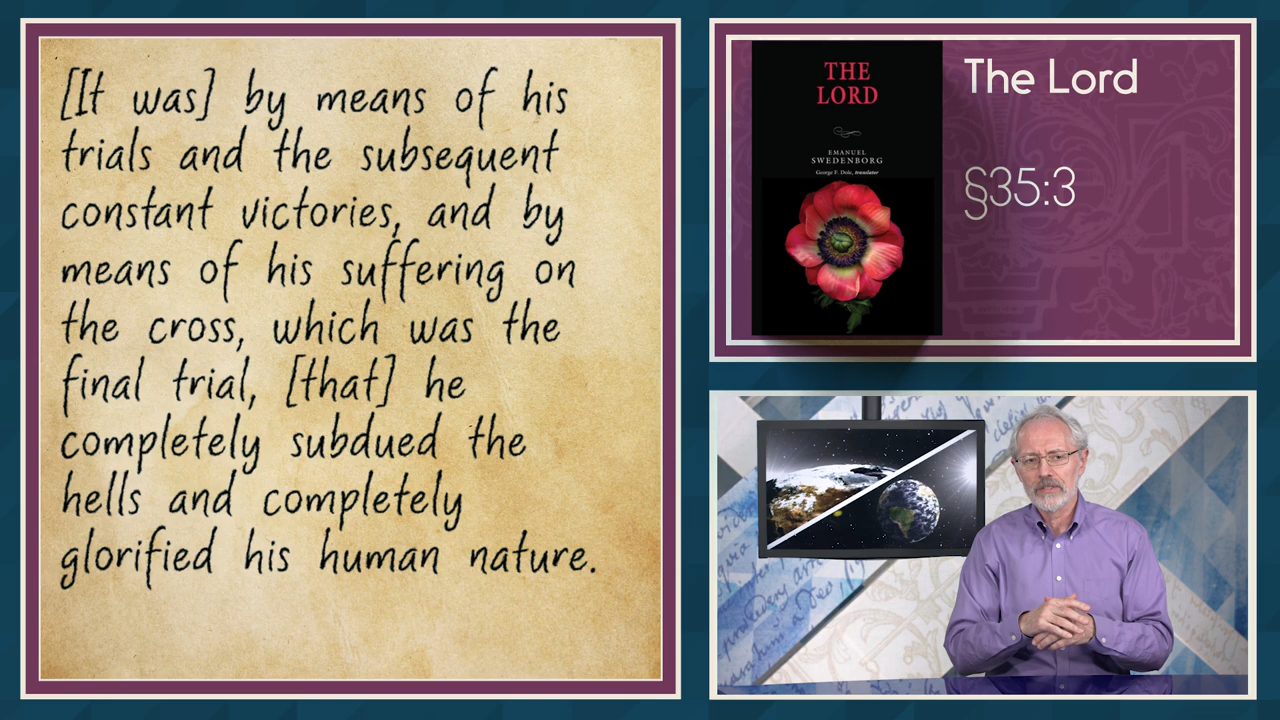 [It was] by means of his
trials and the subsequent
constant victories, and by
means of his suffering on
the cross, which was the
final trial, [that] he
completely subdued the
hells and completely
glorified his human nature.
THE
LORD
EMANUEL
SWEDENBORG
George F. Dole, translator
The Lord
§35:3